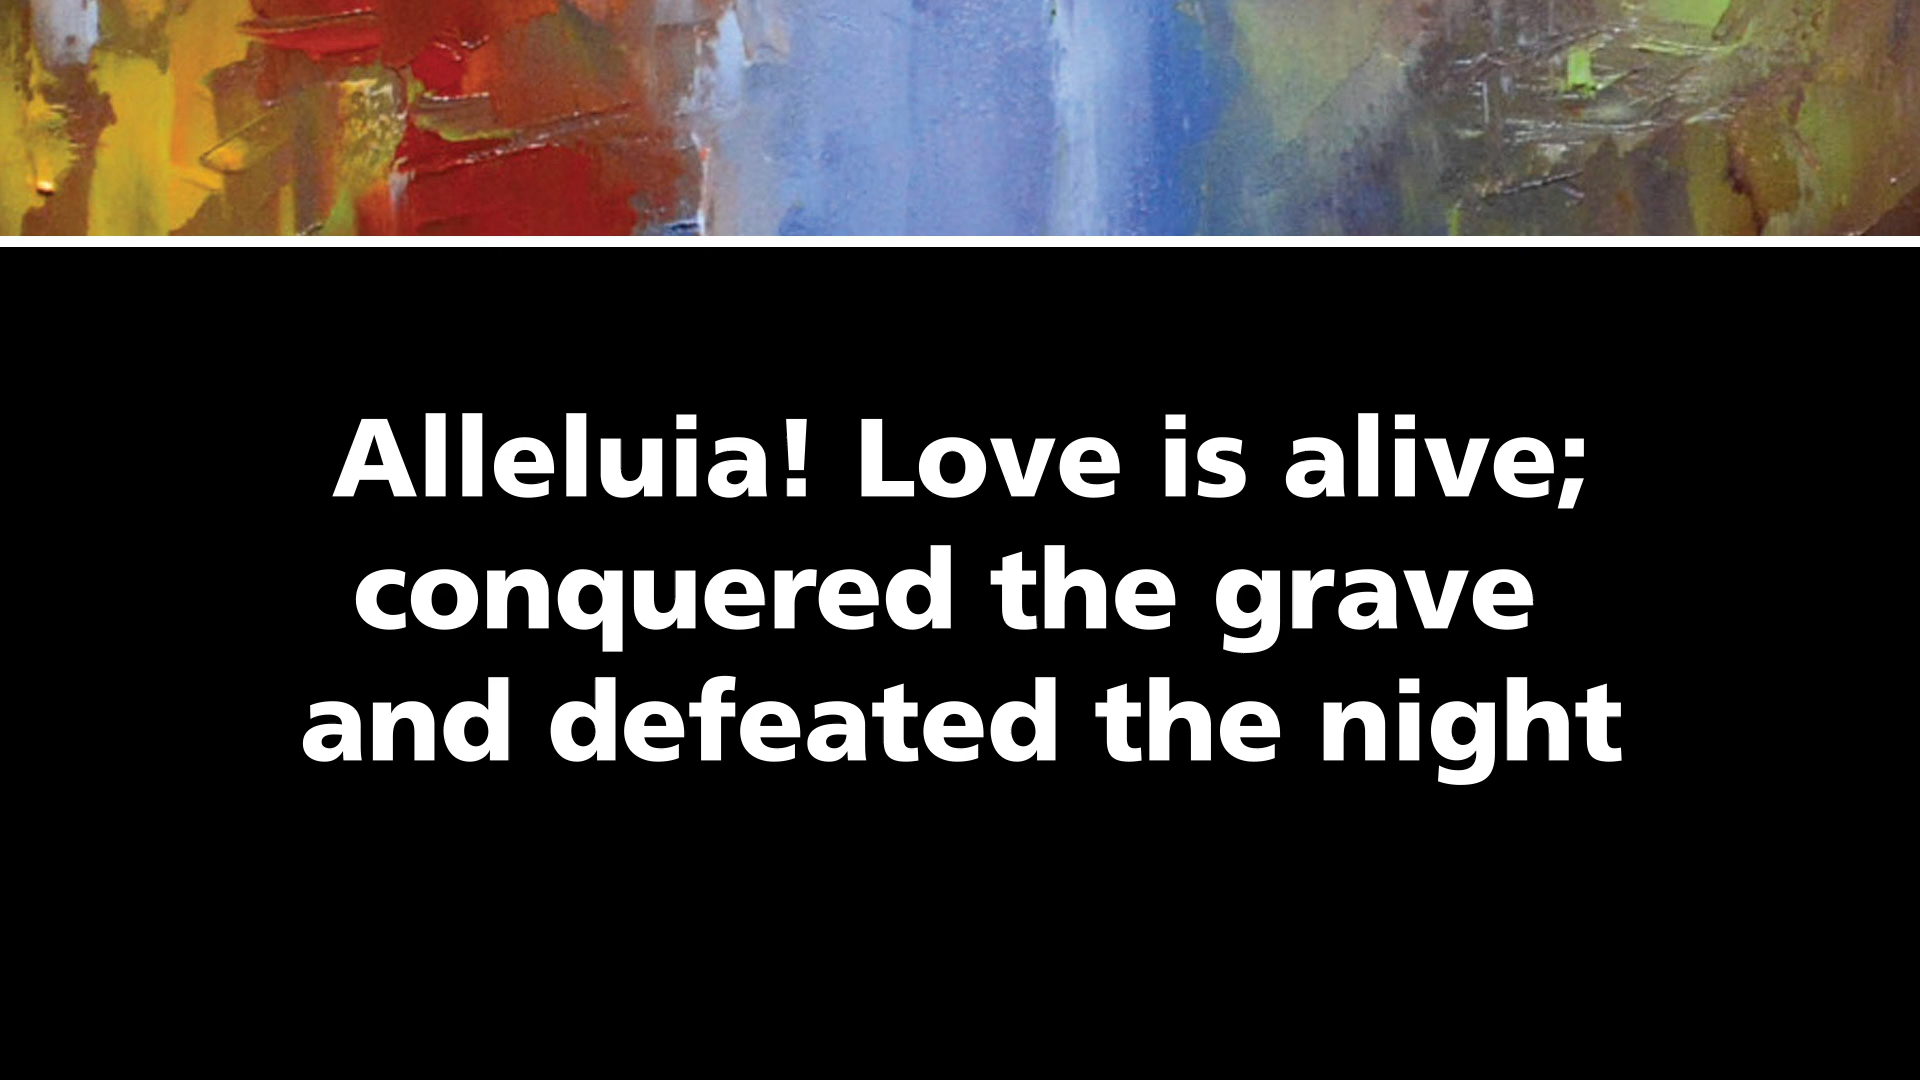 Alleluia! Love is alive;
conquered the grave
and defeated the night